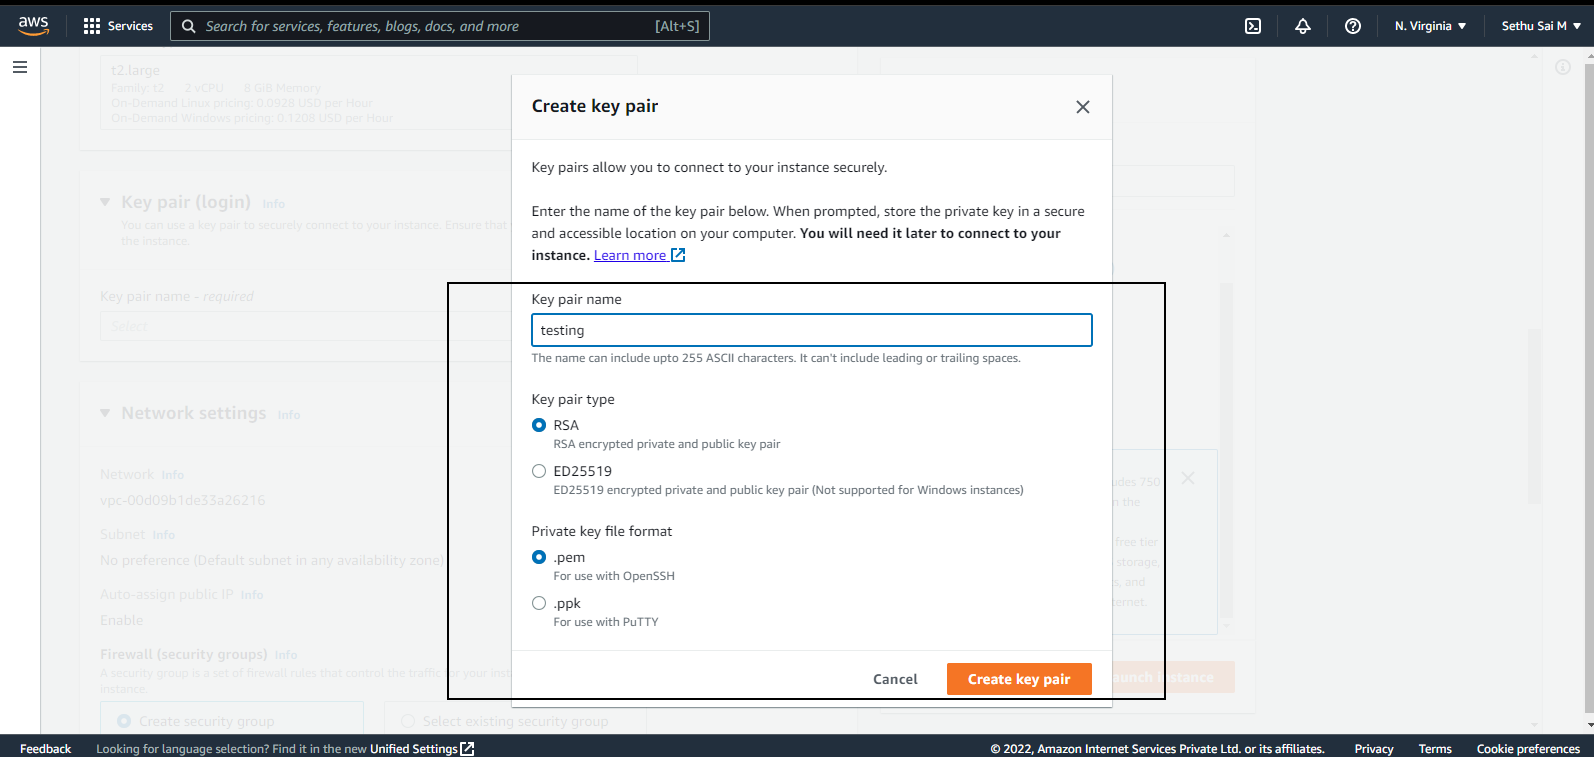 aws
Services
Search for services, features, blogs, docs, and more
[Alt+S]
N. Virginia
Sethu Sai M
t2.large
Family: t2 2 vCPU 8 GiB Memory
On-Demand Linux pricing: 0.0928 USD per Hour
On-Demand Windows pricing: 0.1208 USD per Hour
Key pair (login) Info
You can use a key pair to securely connect to your instance. Ensure that
the instance.
Key pair name - required
Select
Network settings Info
Network Info
vpc-00d09b1de33a26216
Subnet Info
No preference (Default subnet in any availability zone)
Auto-assign public IP Info
Enable
Firewall (security groups) Info
A security group is a set of firewall rules that control the traffic for your
instance.
Create security group
Select existing security group
Create key pair
Key pairs allow you to connect to your instance securely.
Enter the name of the key pair below. When prompted, store the private key in a secure
and accessible location on your computer. You will need it later to connect to your
instance. Learn more
Key pair name
testing
The name can include upto 255 ASCII characters. It can't include leading or trailing spaces.
Key pair type
RSA
RSA encrypted private and public key pair
ED25519
ED25519 encrypted private and public key pair (Not supported for Windows instances)
Private key file format
.pem
For use with OpenSSH
.ppk
For use with PuTTY
Cancel
Create key pair
750
n the
free tier
storage,
and
instance
Feedback
Looking for language selection? Find it in the new Unified Settings
© 2022, Amazon Internet Services Private Ltd. or its affiliates.
Privacy
Terms
Cookie preferences